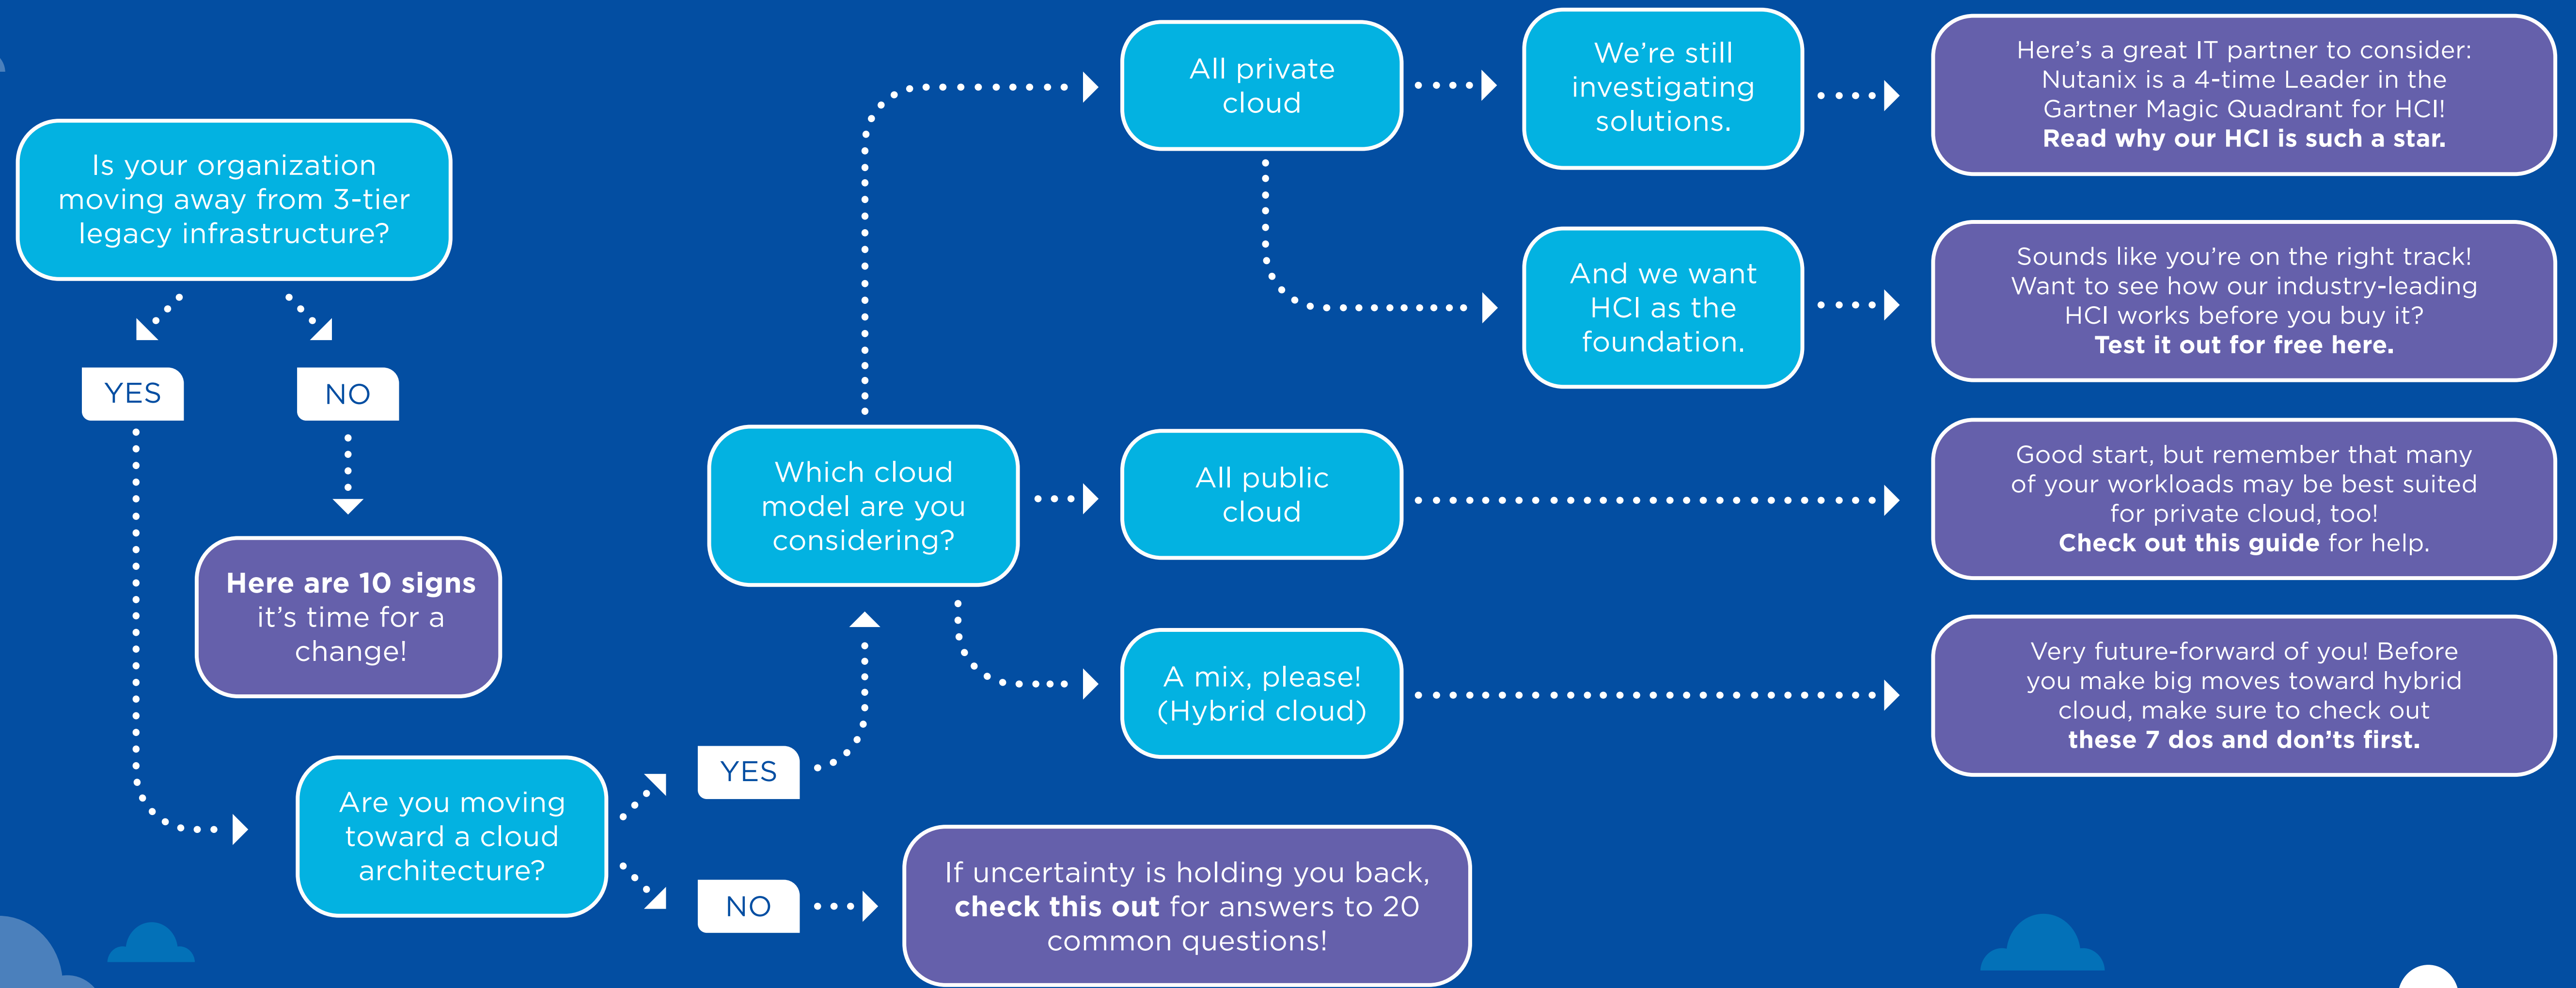 Is your organization
moving away from 3-tier
legacy infrastructure?
YES
NO
Here are 10 signs
it's time for a
change!
Are you moving
toward a cloud
architecture?
YES
NO
If uncertainty is holding you back,
check this out for answers to 20
common questions!
Which cloud
model are you
considering?
All private
cloud
We're still
investigating
solutions.
Here's a great IT partner to consider:
Nutanix is a 4-time Leader in the
Gartner Magic Quadrant for HCI!
Read why our HCI is such a star.
And we want
HCI as the
foundation.
Sounds like you're on the right track!
Want to see how our industry-leading
HCI works before you buy it?
Test it out for free here.
All public
cloud
Good start, but remember that many
of your workloads may be best suited
for private cloud, too!
Check out this guide for help.
A mix, please!
(Hybrid cloud)
Very future-forward of you! Before
you make big moves toward hybrid
cloud, make sure to check out
these 7 dos and don'ts first.